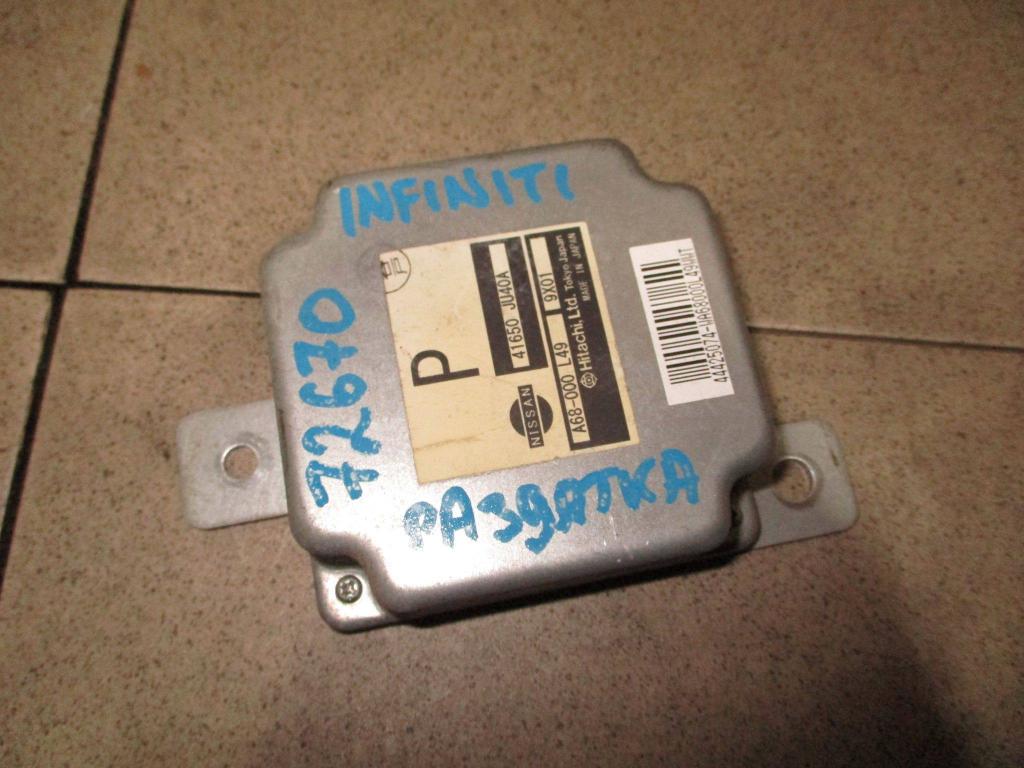 INFINITI
72670
P
NISSAN
41650 JU40A
A68-000 L49
9X01
Hitachi, Ltd. Tokyo Japan
MADE IN JAPAN
РАЗДАТКА